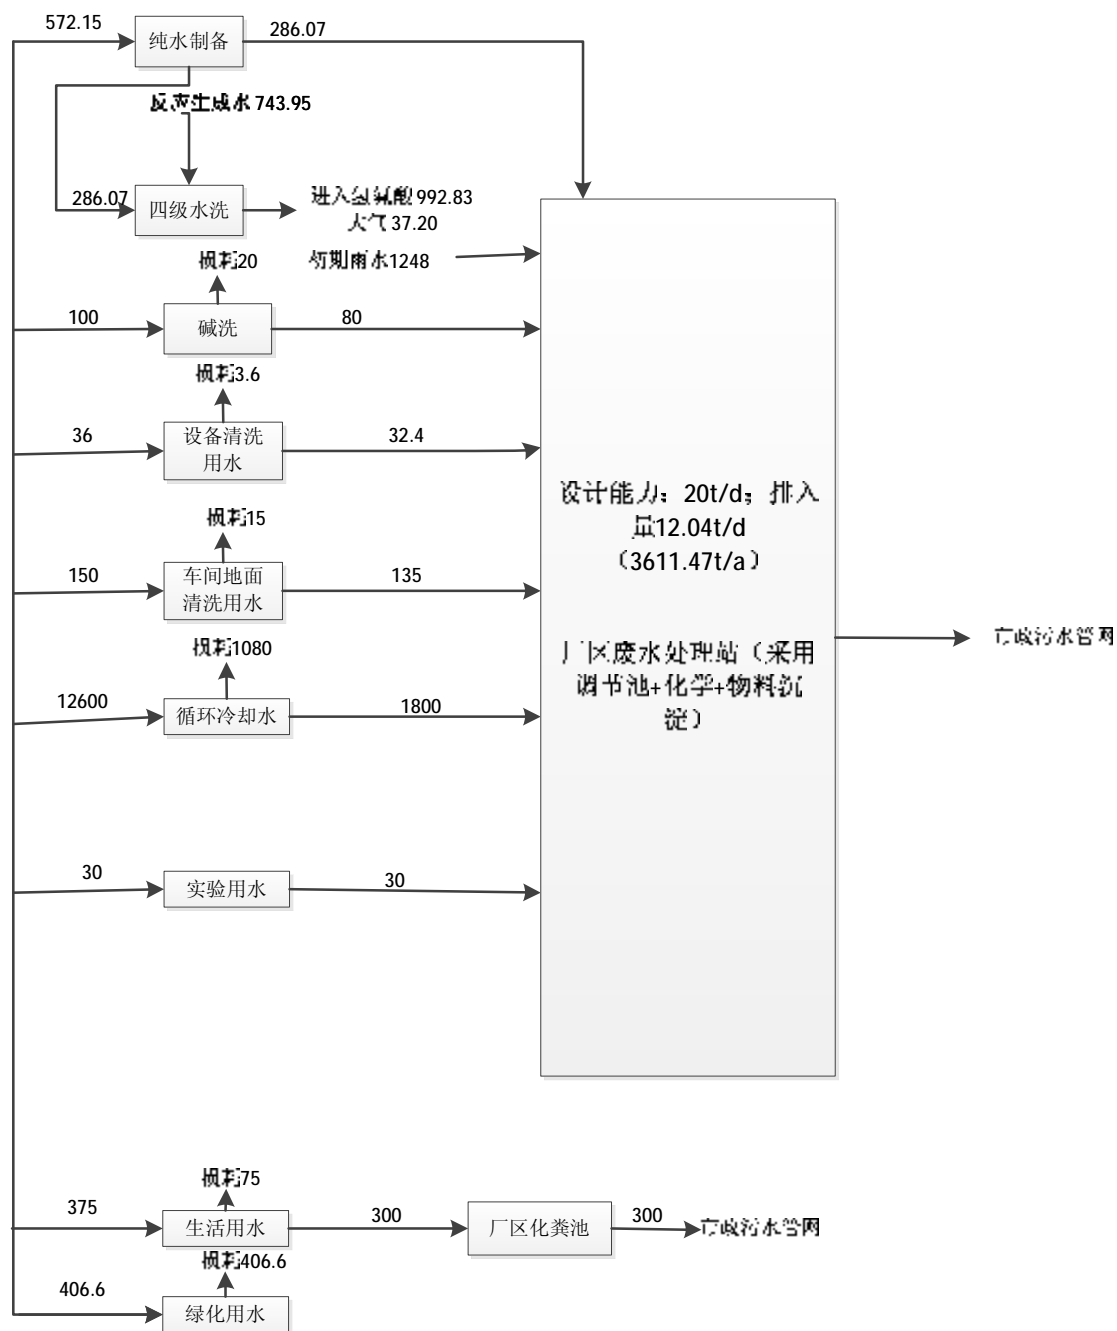 572.15
纯水制备
286.07
反应生成水 743.95
286.07
四级水洗
进入氢氟酸 992.83
大气 37.20
初期雨水1248
损耗20
100
碱洗
80
损耗3.6
36
设备清洗
用水
32.4
损耗15
150
车间地面
清洗用水
135
损耗1080
12600
循环冷却水
1800
30
实验用水
30
设计能力：20t/d；排入
量12.04t/d
（3611.47t/a）
厂区废水处理站（采用
调节池+化学+物料沉
淀）
市政污水管网
损耗75
375
生活用水
300
厂区化粪池
300
市政污水管网
损耗406.6
406.6
绿化用水